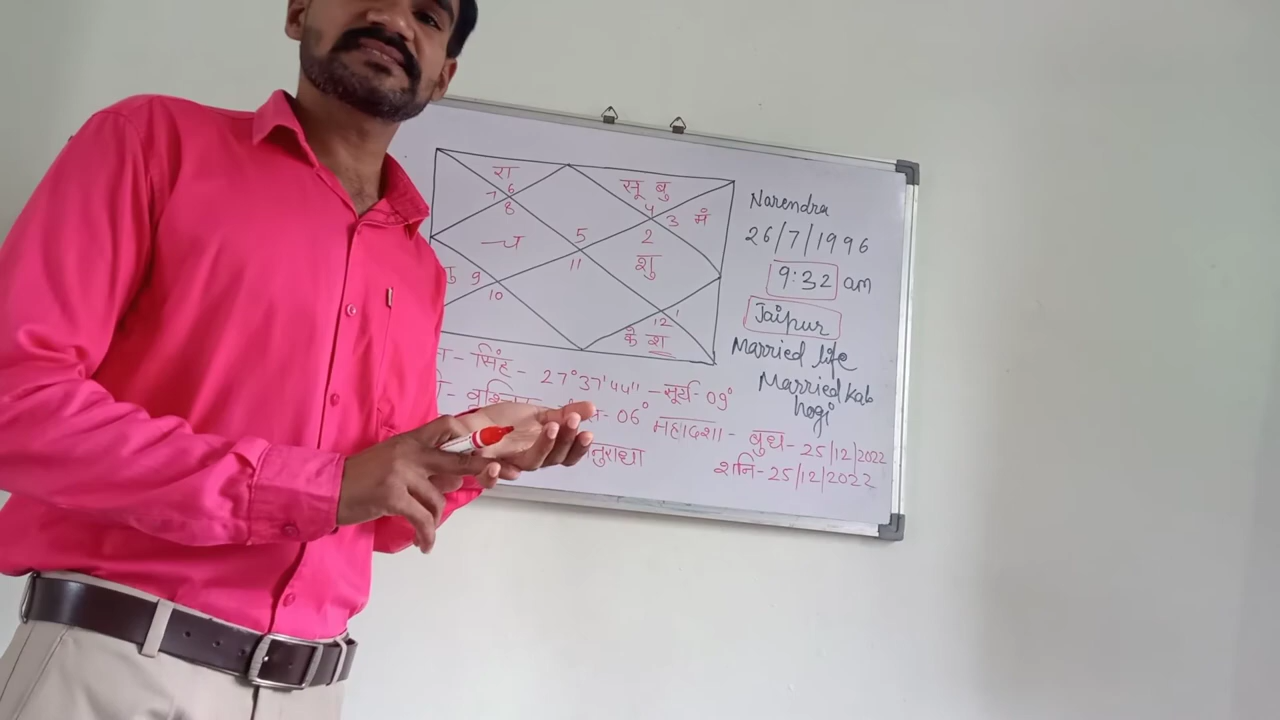 रा
6
7
8
सू बु
4
3 मं
5
2
शु
च
11
9
10
12
1
के श
Narendra
26/7/1996
9:32 am
Jaipur
Married life
Married kab
hogi
सिंह - 27°37'44" - सूर्य - 09°
06° महादशा - बुध - 25/12/2022
शनि - 25/12/2022